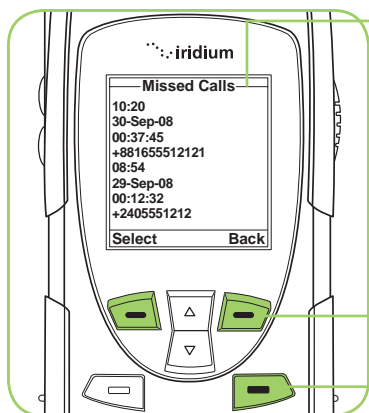 iridium
Missed Calls
10:20
30-Sep-08
00:37:45
+881655512121
08:54
29-Sep-08
00:12:32
+2405551212
Select Back